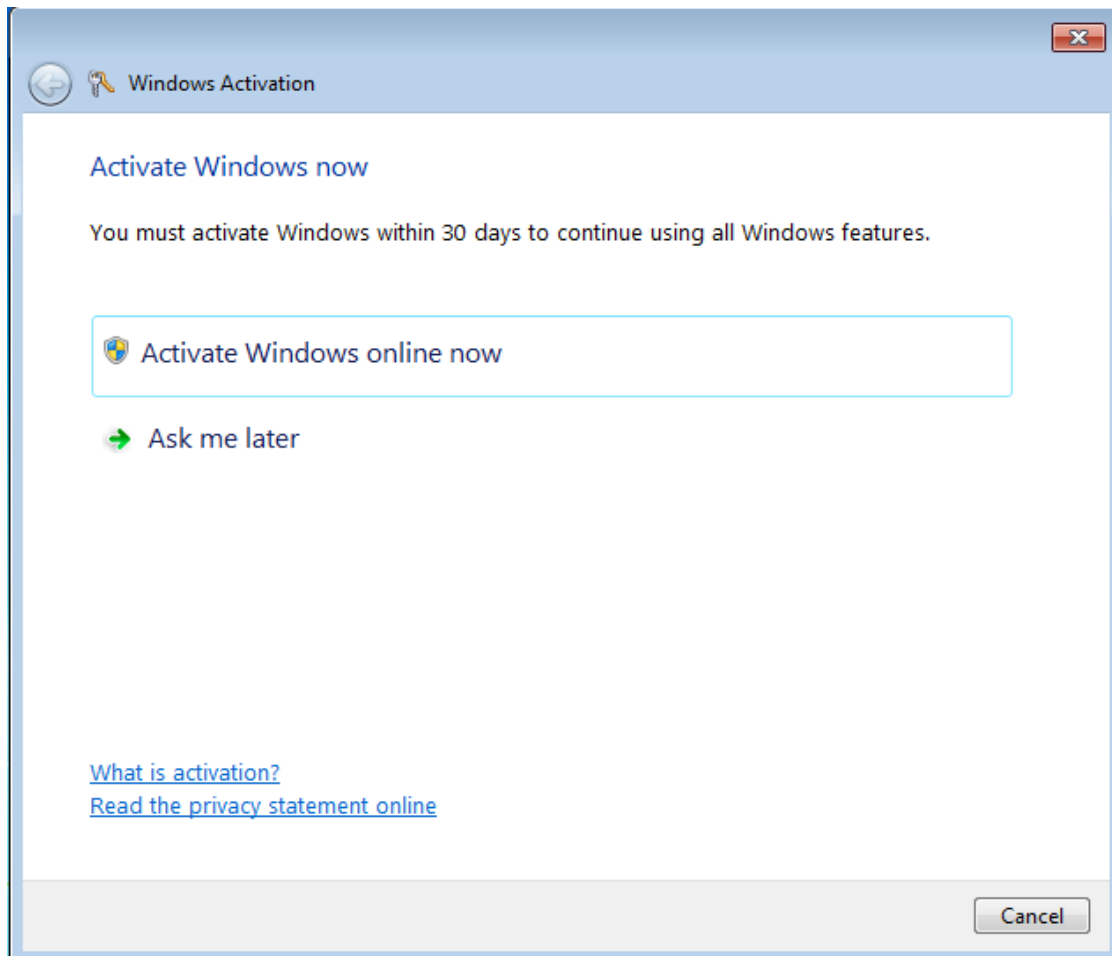 Windows Activation
Activate Windows now
You must activate Windows within 30 days to continue using all Windows features.
Activate Windows online now
Ask me later
What is activation?
Read the privacy statement online
Cancel